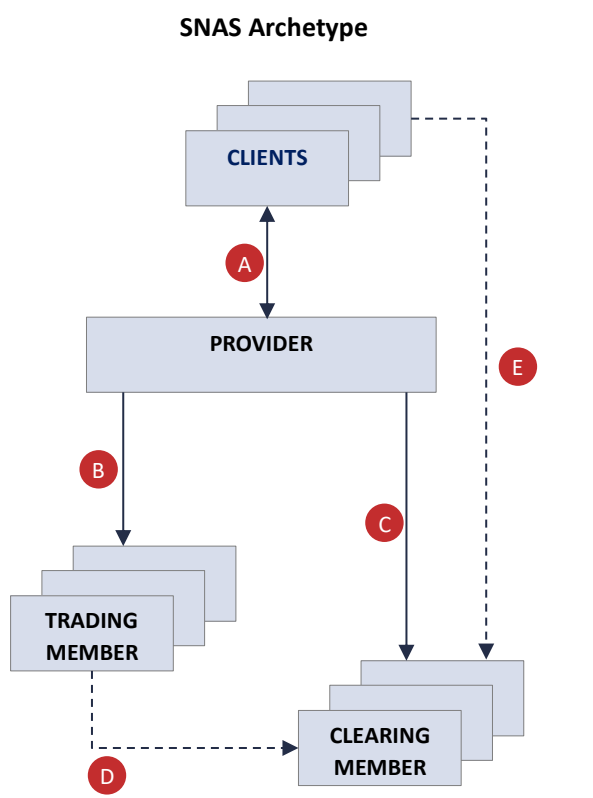 SNAS Archetype
CLIENTS
A
PROVIDER
E
B
C
TRADING
MEMBER
CLEARING
MEMBER
D